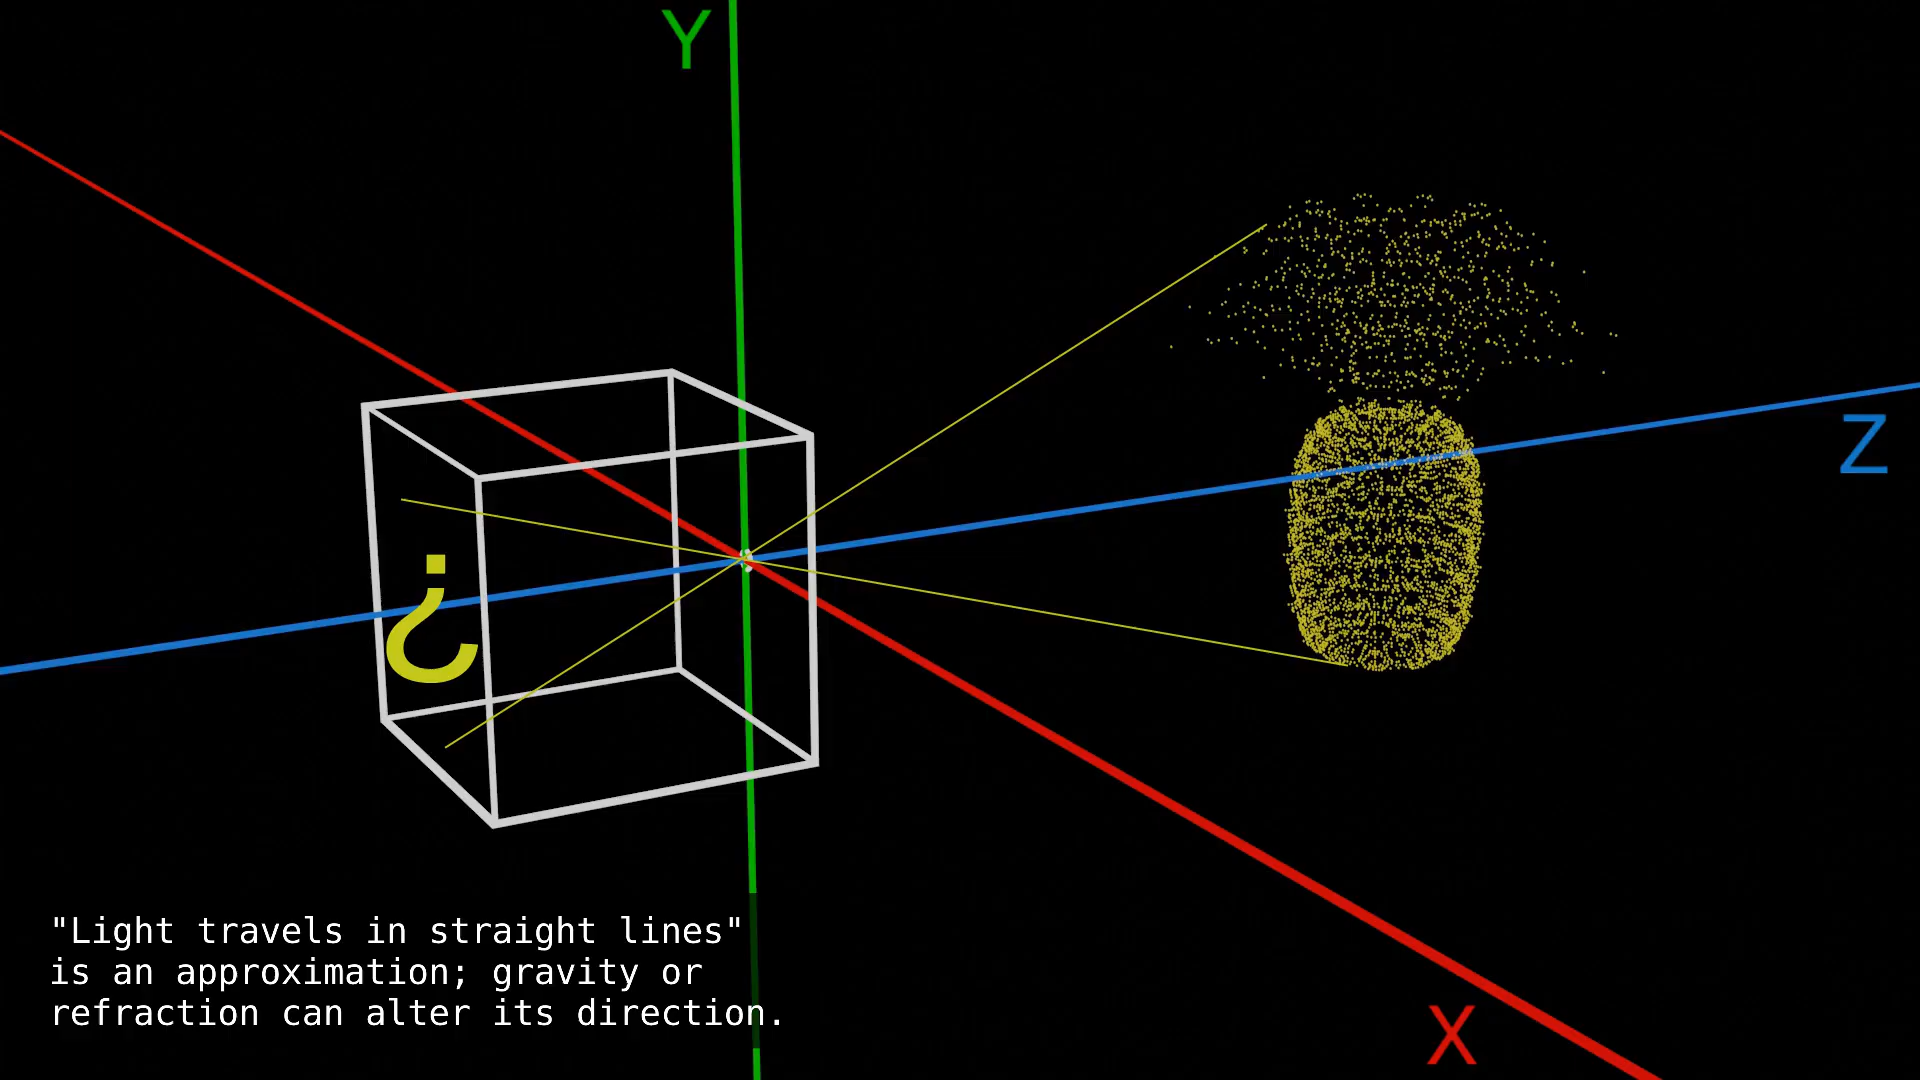 Y
Z
¿
"Light travels in straight lines"
is an approximation; gravity or
refraction can alter its direction.
X